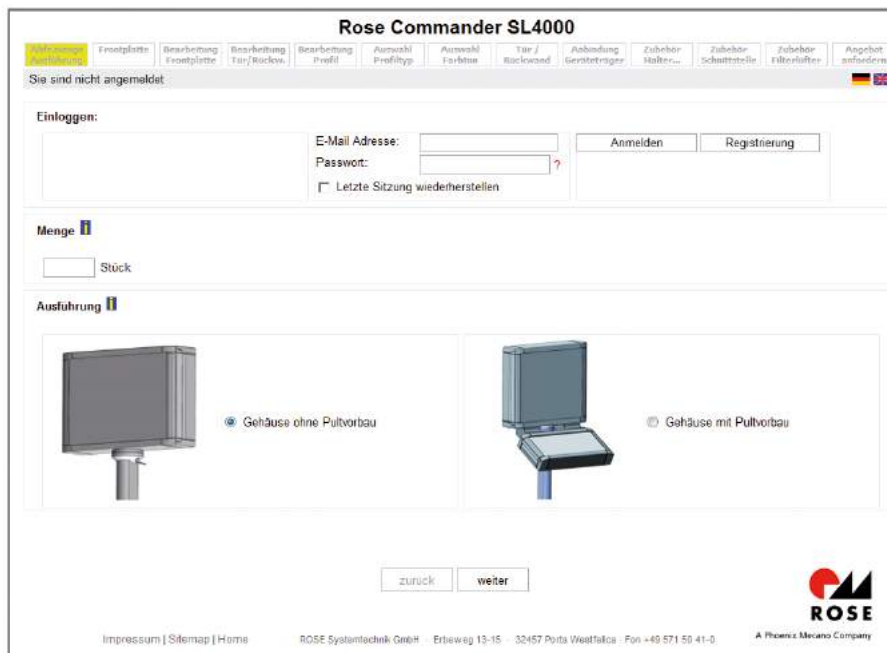 Rose Commander SL4000
Abfr.menge Ausführung
Frontplatte
Bearbeitung Frontplatte
Bearbeitung Tür/Rückw.
Bearbeitung Profil
Auswahl Profiltyp
Auswahl Farbton
Tür / Rückwand
Anbindung Geräteträger
Zubehör Halter...
Zubehör Schnittstelle
Zubehör Filterlüfter
Angebot anfordern
Sie sind nicht angemeldet
Einloggen:
E-Mail Adresse:
Anmelden
Registrierung
Passwort:
?
Letzte Sitzung wiederherstellen
Menge i
Stück
Ausführung i
Gehäuse ohne Pultvorbau
Gehäuse mit Pultvorbau
zurück
weiter
ROSE
Impressum | Sitemap | Home
ROSE Systemtechnik GmbH - Erbeweg 13-15 - 32457 Porta Westfalica - Fon +49 571 50 41-0
A Phoenix Mecano Company